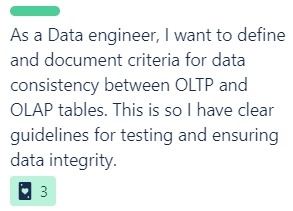 As a Data engineer, I want to define
and document criteria for data
consistency between OLTP and
OLAP tables. This is so I have clear
guidelines for testing and ensuring
data integrity.
3